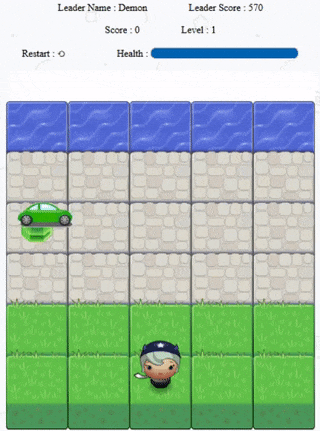 Leader Name : Demon Leader Score : 570
Score : 0 Level : 1
Restart : ⟲ Health :